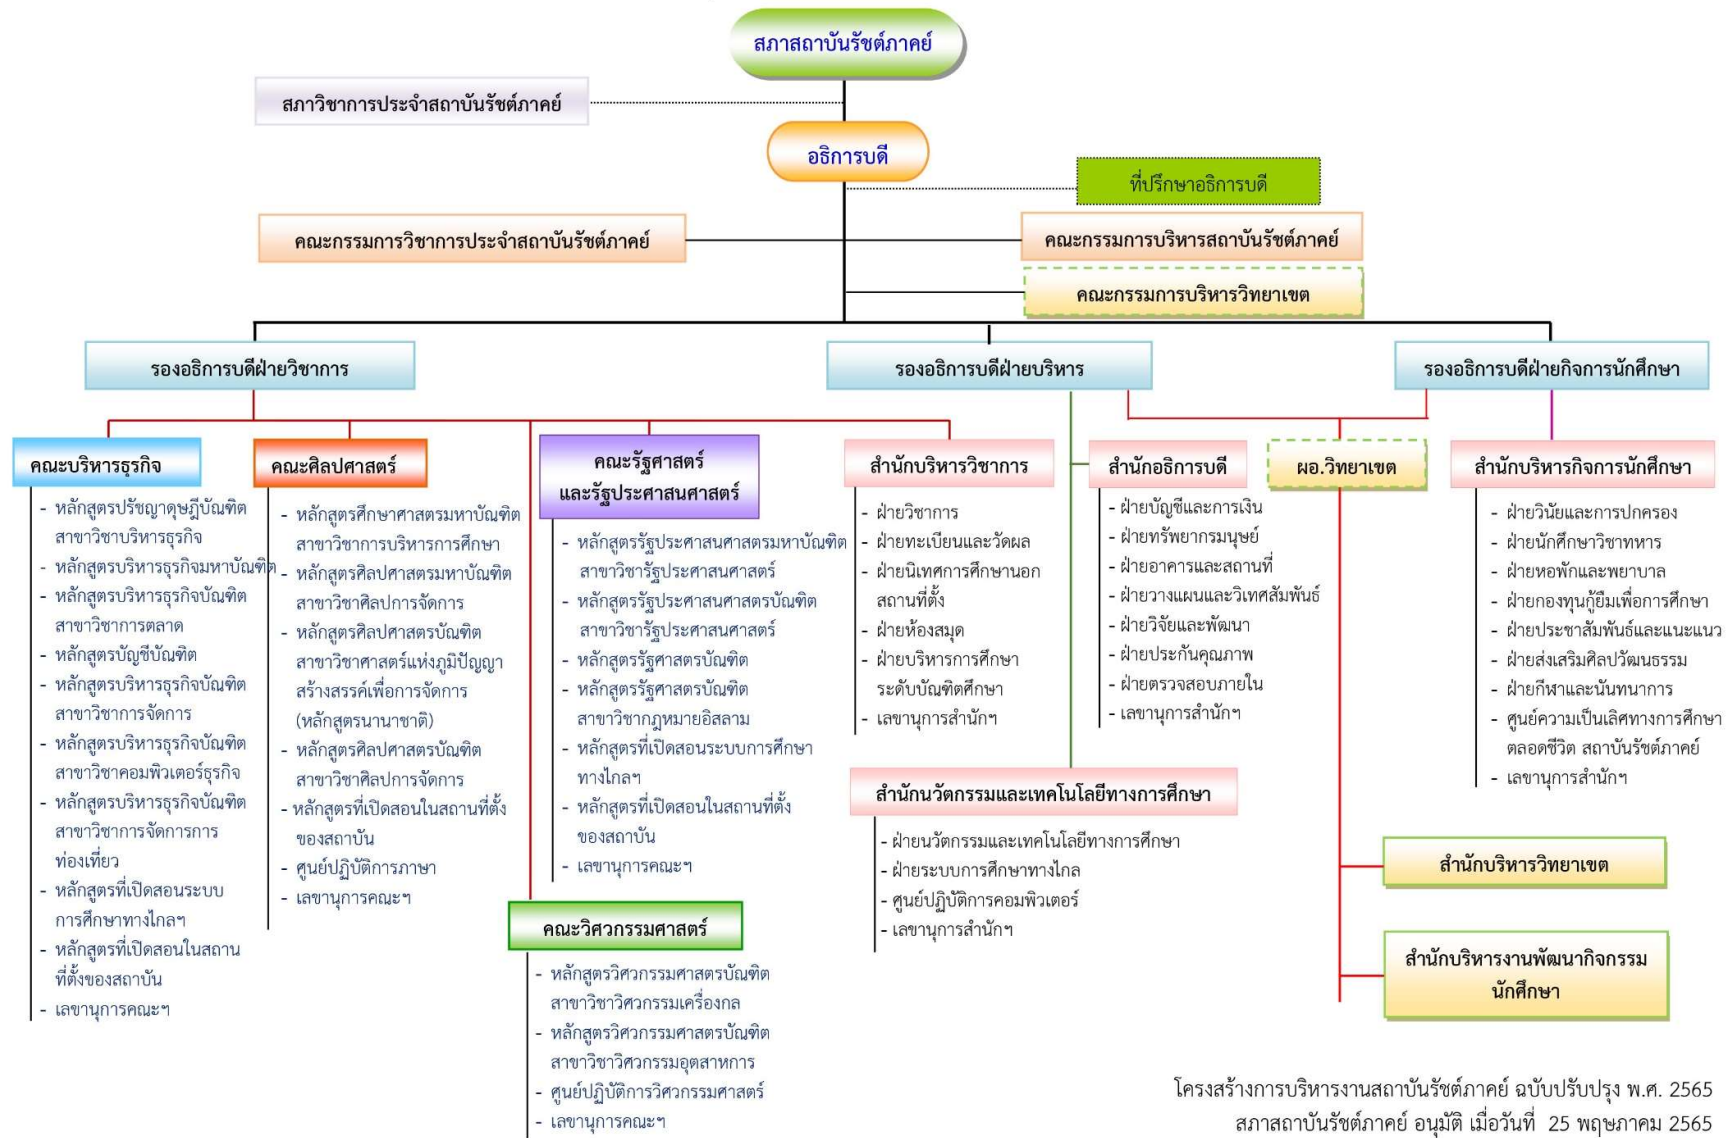 สภาสถาบันรัชต์ภาคย์
สภาวิชาการประจำสถาบันรัชต์ภาคย์
อธิการบดี
ที่ปรึกษาอธิการบดี
คณะกรรมการวิชาการประจำสถาบันรัชต์ภาคย์
คณะกรรมการบริหารสถาบันรัชต์ภาคย์
คณะกรรมการบริหารวิทยาเขต
รองอธิการบดีฝ่ายวิชาการ
รองอธิการบดีฝ่ายบริหาร
รองอธิการบดีฝ่ายกิจการนักศึกษา
คณะบริหารธุรกิจ
- หลักสูตรปรัชญาดุษฎีบัณฑิต
สาขาวิชาบริหารธุรกิจ
- หลักสูตรบริหารธุรกิจมหาบัณฑิต
- หลักสูตรบริหารธุรกิจบัณฑิต
สาขาวิชาการตลาด
- หลักสูตรบัญชีบัณฑิต
- หลักสูตรบริหารธุรกิจบัณฑิต
สาขาวิชาการจัดการ
- หลักสูตรบริหารธุรกิจบัณฑิต
สาขาวิชาคอมพิวเตอร์ธุรกิจ
- หลักสูตรบริหารธุรกิจบัณฑิต
สาขาวิชาการจัดการการ
ท่องเที่ยว
- หลักสูตรที่เปิดสอนระบบ
การศึกษาทางไกลฯ
- หลักสูตรที่เปิดสอนในสถาน
ที่ตั้งของสถาบัน
- เลขานุการคณะฯ
คณะศิลปศาสตร์
- หลักสูตรศึกษาศาสตรมหาบัณฑิต
สาขาวิชาการบริหารการศึกษา
- หลักสูตรศิลปศาสตรมหาบัณฑิต
สาขาวิชาศิลปการจัดการ
- หลักสูตรศิลปศาสตรบัณฑิต
สาขาวิชาศาสตร์แห่งภูมิปัญญา
สร้างสรรค์เพื่อการจัดการ
(หลักสูตรนานาชาติ)
- หลักสูตรศิลปศาสตรบัณฑิต
สาขาวิชาศิลปการจัดการ
- หลักสูตรที่เปิดสอนในสถานที่ตั้ง
ของสถาบัน
- ศูนย์ปฏิบัติการภาษา
- เลขานุการคณะฯ
คณะรัฐศาสตร์
และรัฐประศาสนศาสตร์
- หลักสูตรรัฐประศาสนศาสตรมหาบัณฑิต
สาขาวิชารัฐประศาสนศาสตร์
- หลักสูตรรัฐประศาสนศาสตรบัณฑิต
สาขาวิชารัฐประศาสนศาสตร์
- หลักสูตรรัฐศาสตรบัณฑิต
- หลักสูตรรัฐศาสตรบัณฑิต
สาขาวิชากฎหมายอิสลาม
- หลักสูตรที่เปิดสอนระบบการศึกษา
ทางไกลฯ
- หลักสูตรที่เปิดสอนในสถานที่ตั้ง
ของสถาบัน
- เลขานุการคณะฯ
คณะวิศวกรรมศาสตร์
- หลักสูตรวิศวกรรมศาสตรบัณฑิต
สาขาวิชาวิศวกรรมเครื่องกล
- หลักสูตรวิศวกรรมศาสตรบัณฑิต
สาขาวิชาวิศวกรรมอุตสาหการ
- ศูนย์ปฏิบัติการวิศวกรรมศาสตร์
- เลขานุการคณะฯ
สำนักบริหารวิชาการ
- ฝ่ายวิชาการ
- ฝ่ายทะเบียนและวัดผล
- ฝ่ายนิเทศการศึกษานอก
สถานที่ตั้ง
- ฝ่ายห้องสมุด
- ฝ่ายบริหารการศึกษา
ระดับบัณฑิตศึกษา
- เลขานุการสำนักฯ
สำนักอธิการบดี
- ฝ่ายบัญชีและการเงิน
- ฝ่ายทรัพยากรมนุษย์
- ฝ่ายอาคารและสถานที่
- ฝ่ายวางแผนและวิเทศสัมพันธ์
- ฝ่ายวิจัยและพัฒนา
- ฝ่ายประกันคุณภาพ
- ฝ่ายตรวจสอบภายใน
- เลขานุการสำนักฯ
สำนักนวัตกรรมและเทคโนโลยีทางการศึกษา
- ฝ่ายนวัตกรรมและเทคโนโลยีทางการศึกษา
- ฝ่ายระบบการศึกษาทางไกล
- ศูนย์ปฏิบัติการคอมพิวเตอร์
- เลขานุการสำนักฯ
ผอ.วิทยาเขต
สำนักบริหารกิจการนักศึกษา
- ฝ่ายวินัยและการปกครอง
- ฝ่ายนักศึกษาวิชาทหาร
- ฝ่ายหอพักและพยาบาล
- ฝ่ายกองทุนกู้ยืมเพื่อการศึกษา
- ฝ่ายประชาสัมพันธ์และแนะแนว
- ฝ่ายส่งเสริมศิลปวัฒนธรรม
- ฝ่ายกีฬาและนันทนาการ
- ศูนย์ความเป็นเลิศทางการศึกษา
ตลอดชีวิต สถาบันรัชต์ภาคย์
- เลขานุการสำนักฯ
สำนักบริหารวิทยาเขต
สำนักบริหารงานพัฒนากิจกรรม
นักศึกษา
โครงสร้างการบริหารงานสถาบันรัชต์ภาคย์ ฉบับปรับปรุง พ.ศ. 2565
สภาสถาบันรัชต์ภาคย์ อนุมัติ เมื่อวันที่ 25 พฤษภาคม 2565